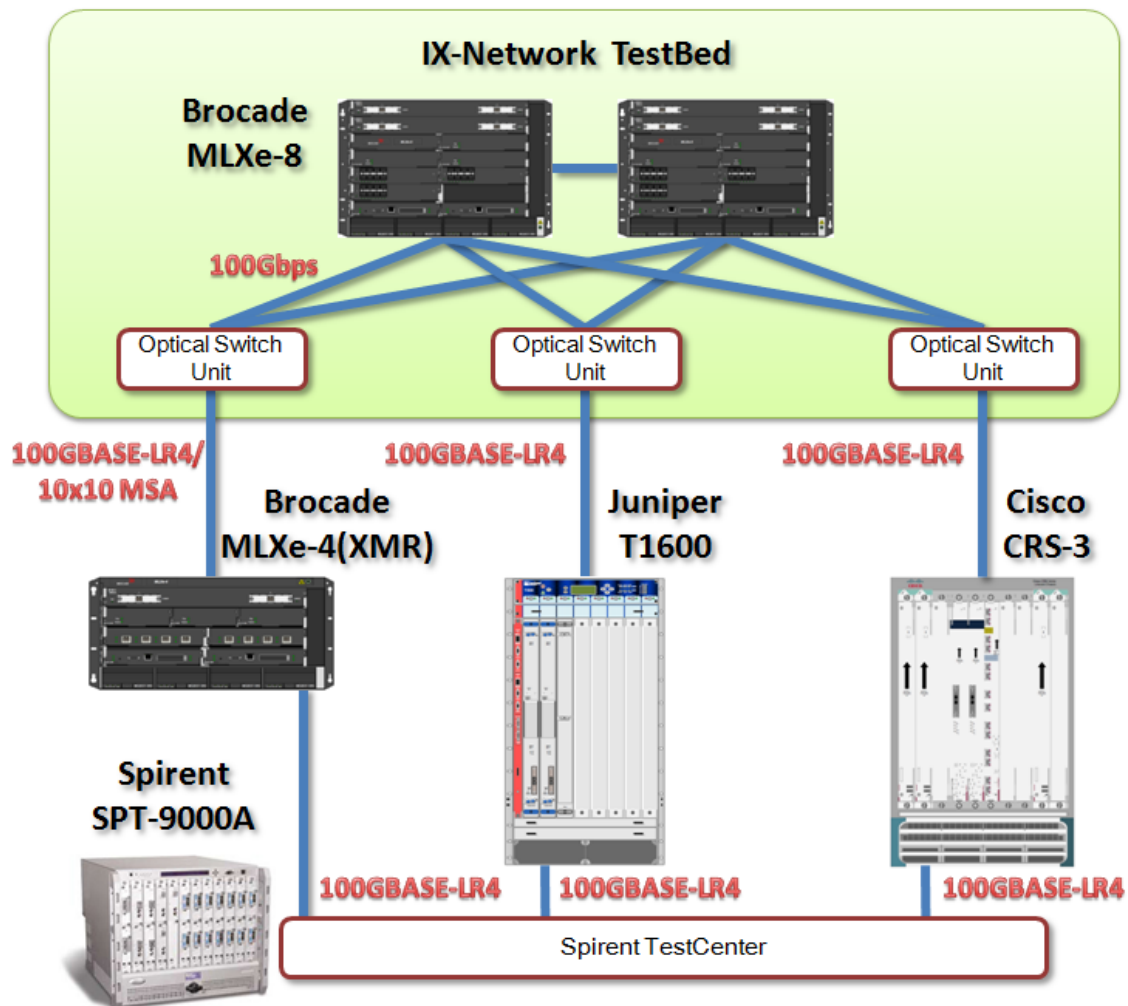 IX-Network TestBed
Brocade
MLXe-8
100Gbps
Optical Switch
Unit
Optical Switch
Unit
Optical Switch
Unit
100GBASE-LR4/
10x10 MSA
100GBASE-LR4
100GBASE-LR4
Brocade
MLXe-4(XMR)
Juniper
T1600
Cisco
CRS-3
Spirent
SPT-9000A
100GBASE-LR4
100GBASE-LR4
100GBASE-LR4
Spirent TestCenter